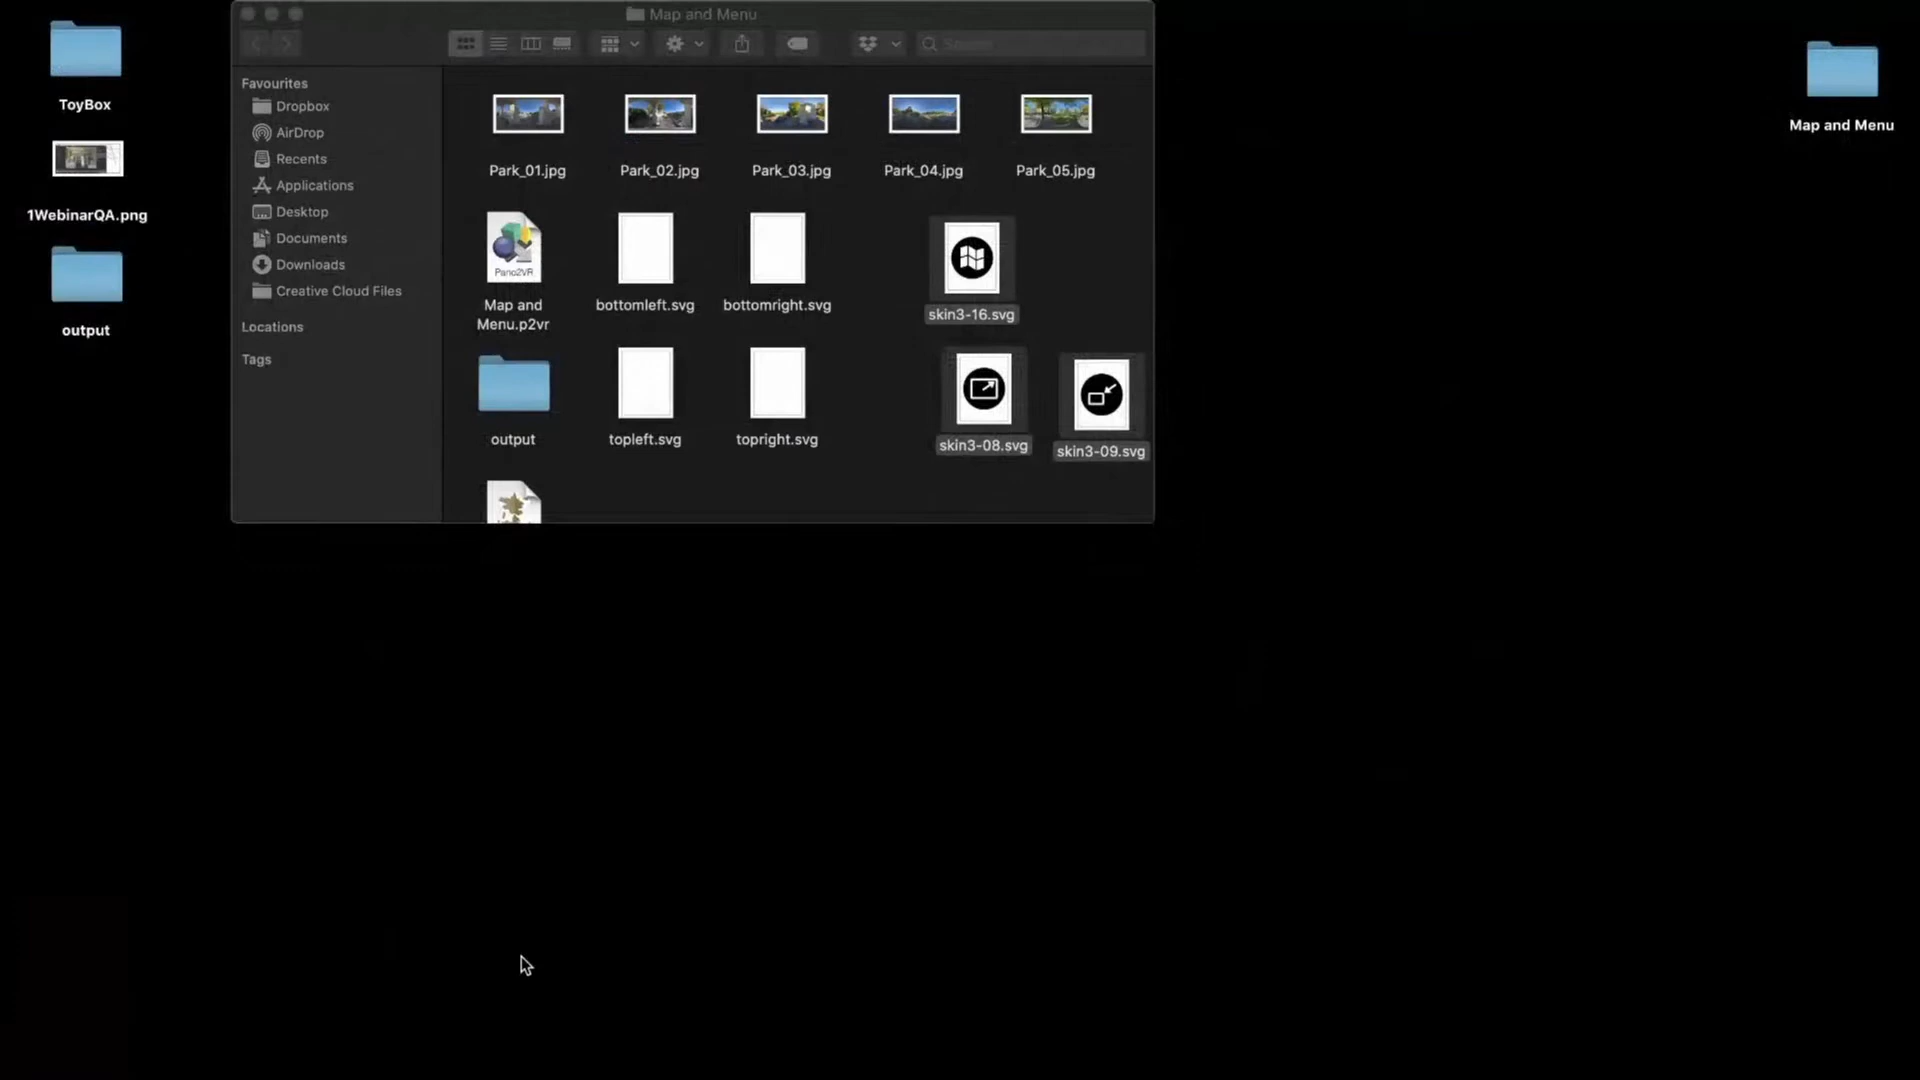 Map and Menu
Search
Favourites
Dropbox
AirDrop
Recents
Applications
Desktop
Documents
Downloads
Creative Cloud Files
Locations
Tags
Park_01.jpg
Park_02.jpg
Park_03.jpg
Park_04.jpg
Park_05.jpg
Pano2VR
Map and
Menu.p2vr
bottomleft.svg
bottomright.svg
skin3-16.svg
output
topleft.svg
topright.svg
skin3-08.svg
skin3-09.svg
ToyBox
1WebinarQA.png
output
Map and Menu